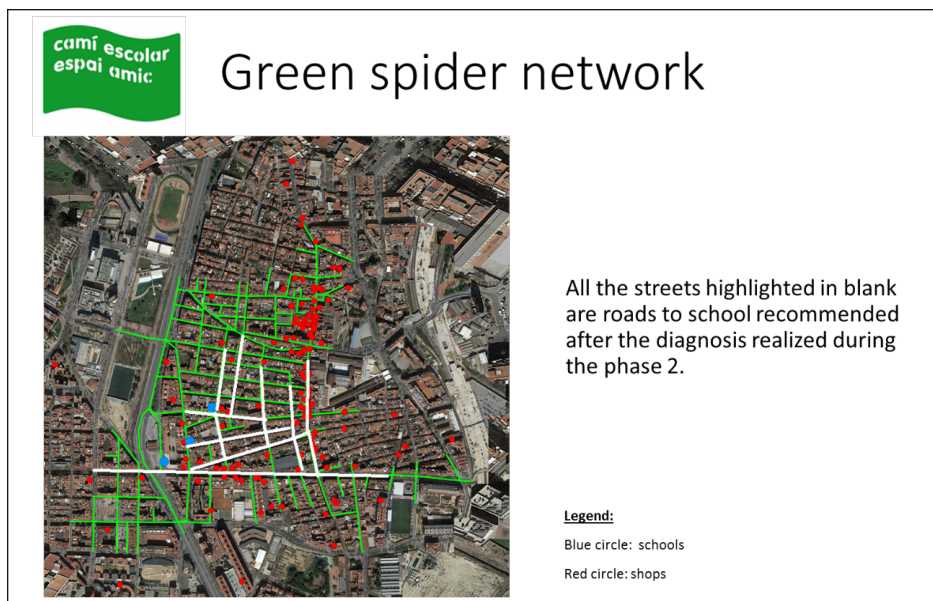 camí escolar
espai amic
Green spider network
All the streets highlighted in blank
are roads to school recommended
after the diagnosis realized during
the phase 2.
Legend:
Blue circle: schools
Red circle: shops